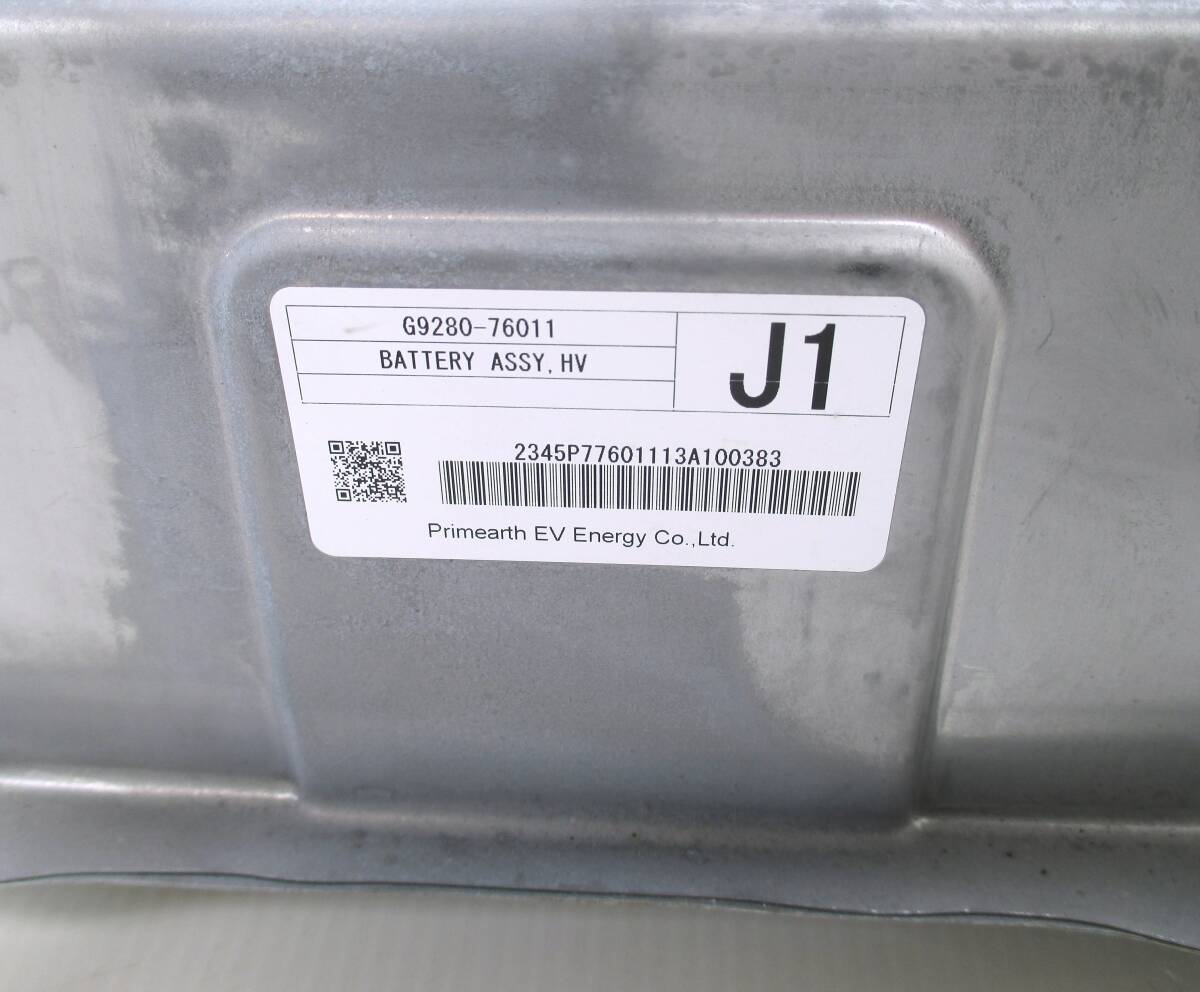 G9280-76011
BATTERY ASSY,HV
J1
2345P77601113A100383
Primearth EV Energy Co.,Ltd.